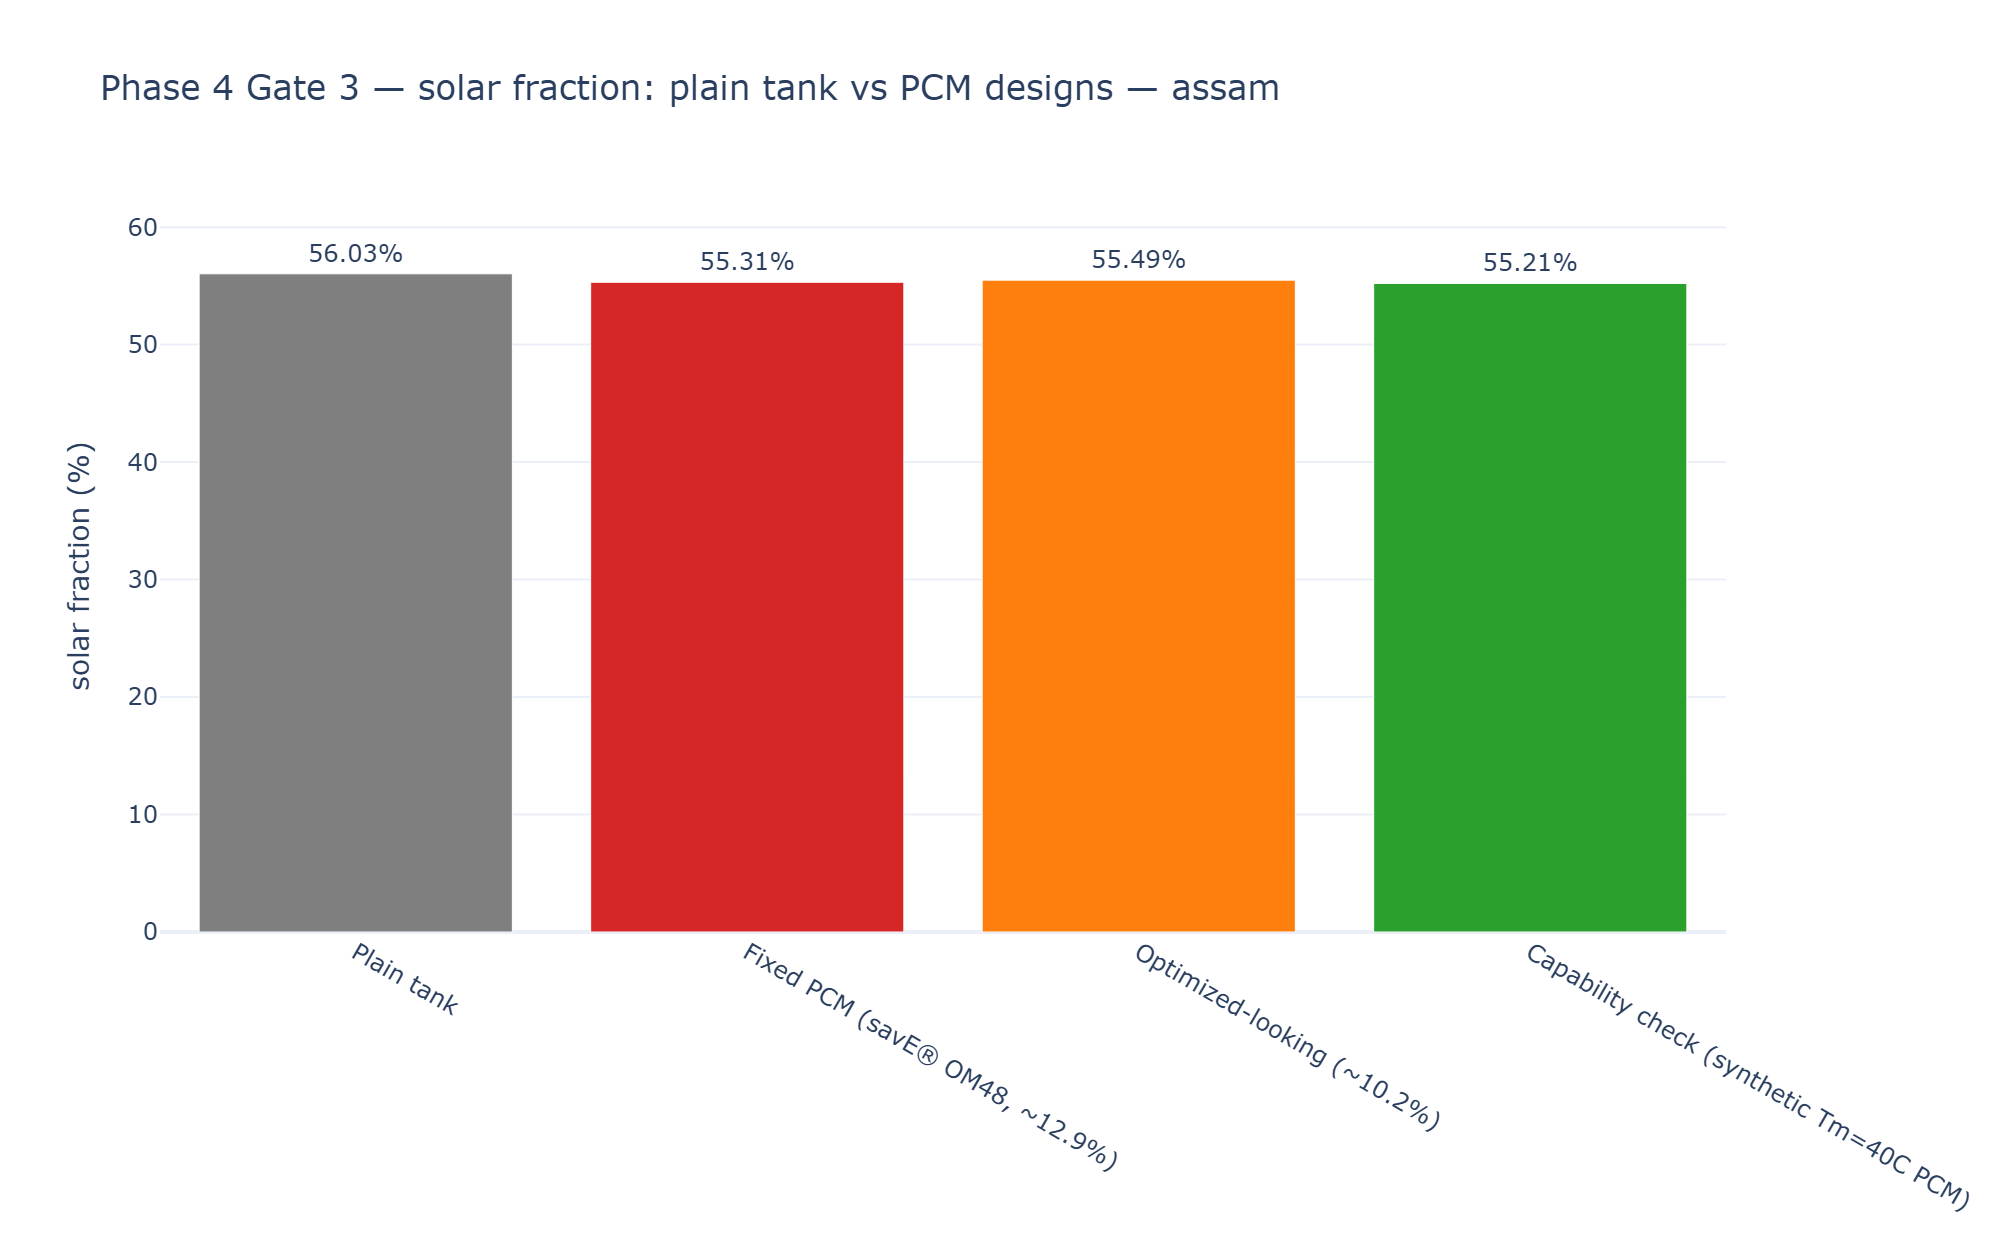 Phase 4 Gate 3 — solar fraction: plain tank vs PCM designs — assam
solar fraction (%)
60
50
40
30
20
10
0
56.03%
55.31%
55.49%
55.21%
Plain tank
Fixed PCM (savE® OM48, ~12.9%)
Optimized-looking (~10.2%)
Capability check (synthetic Tm=40C PCM)